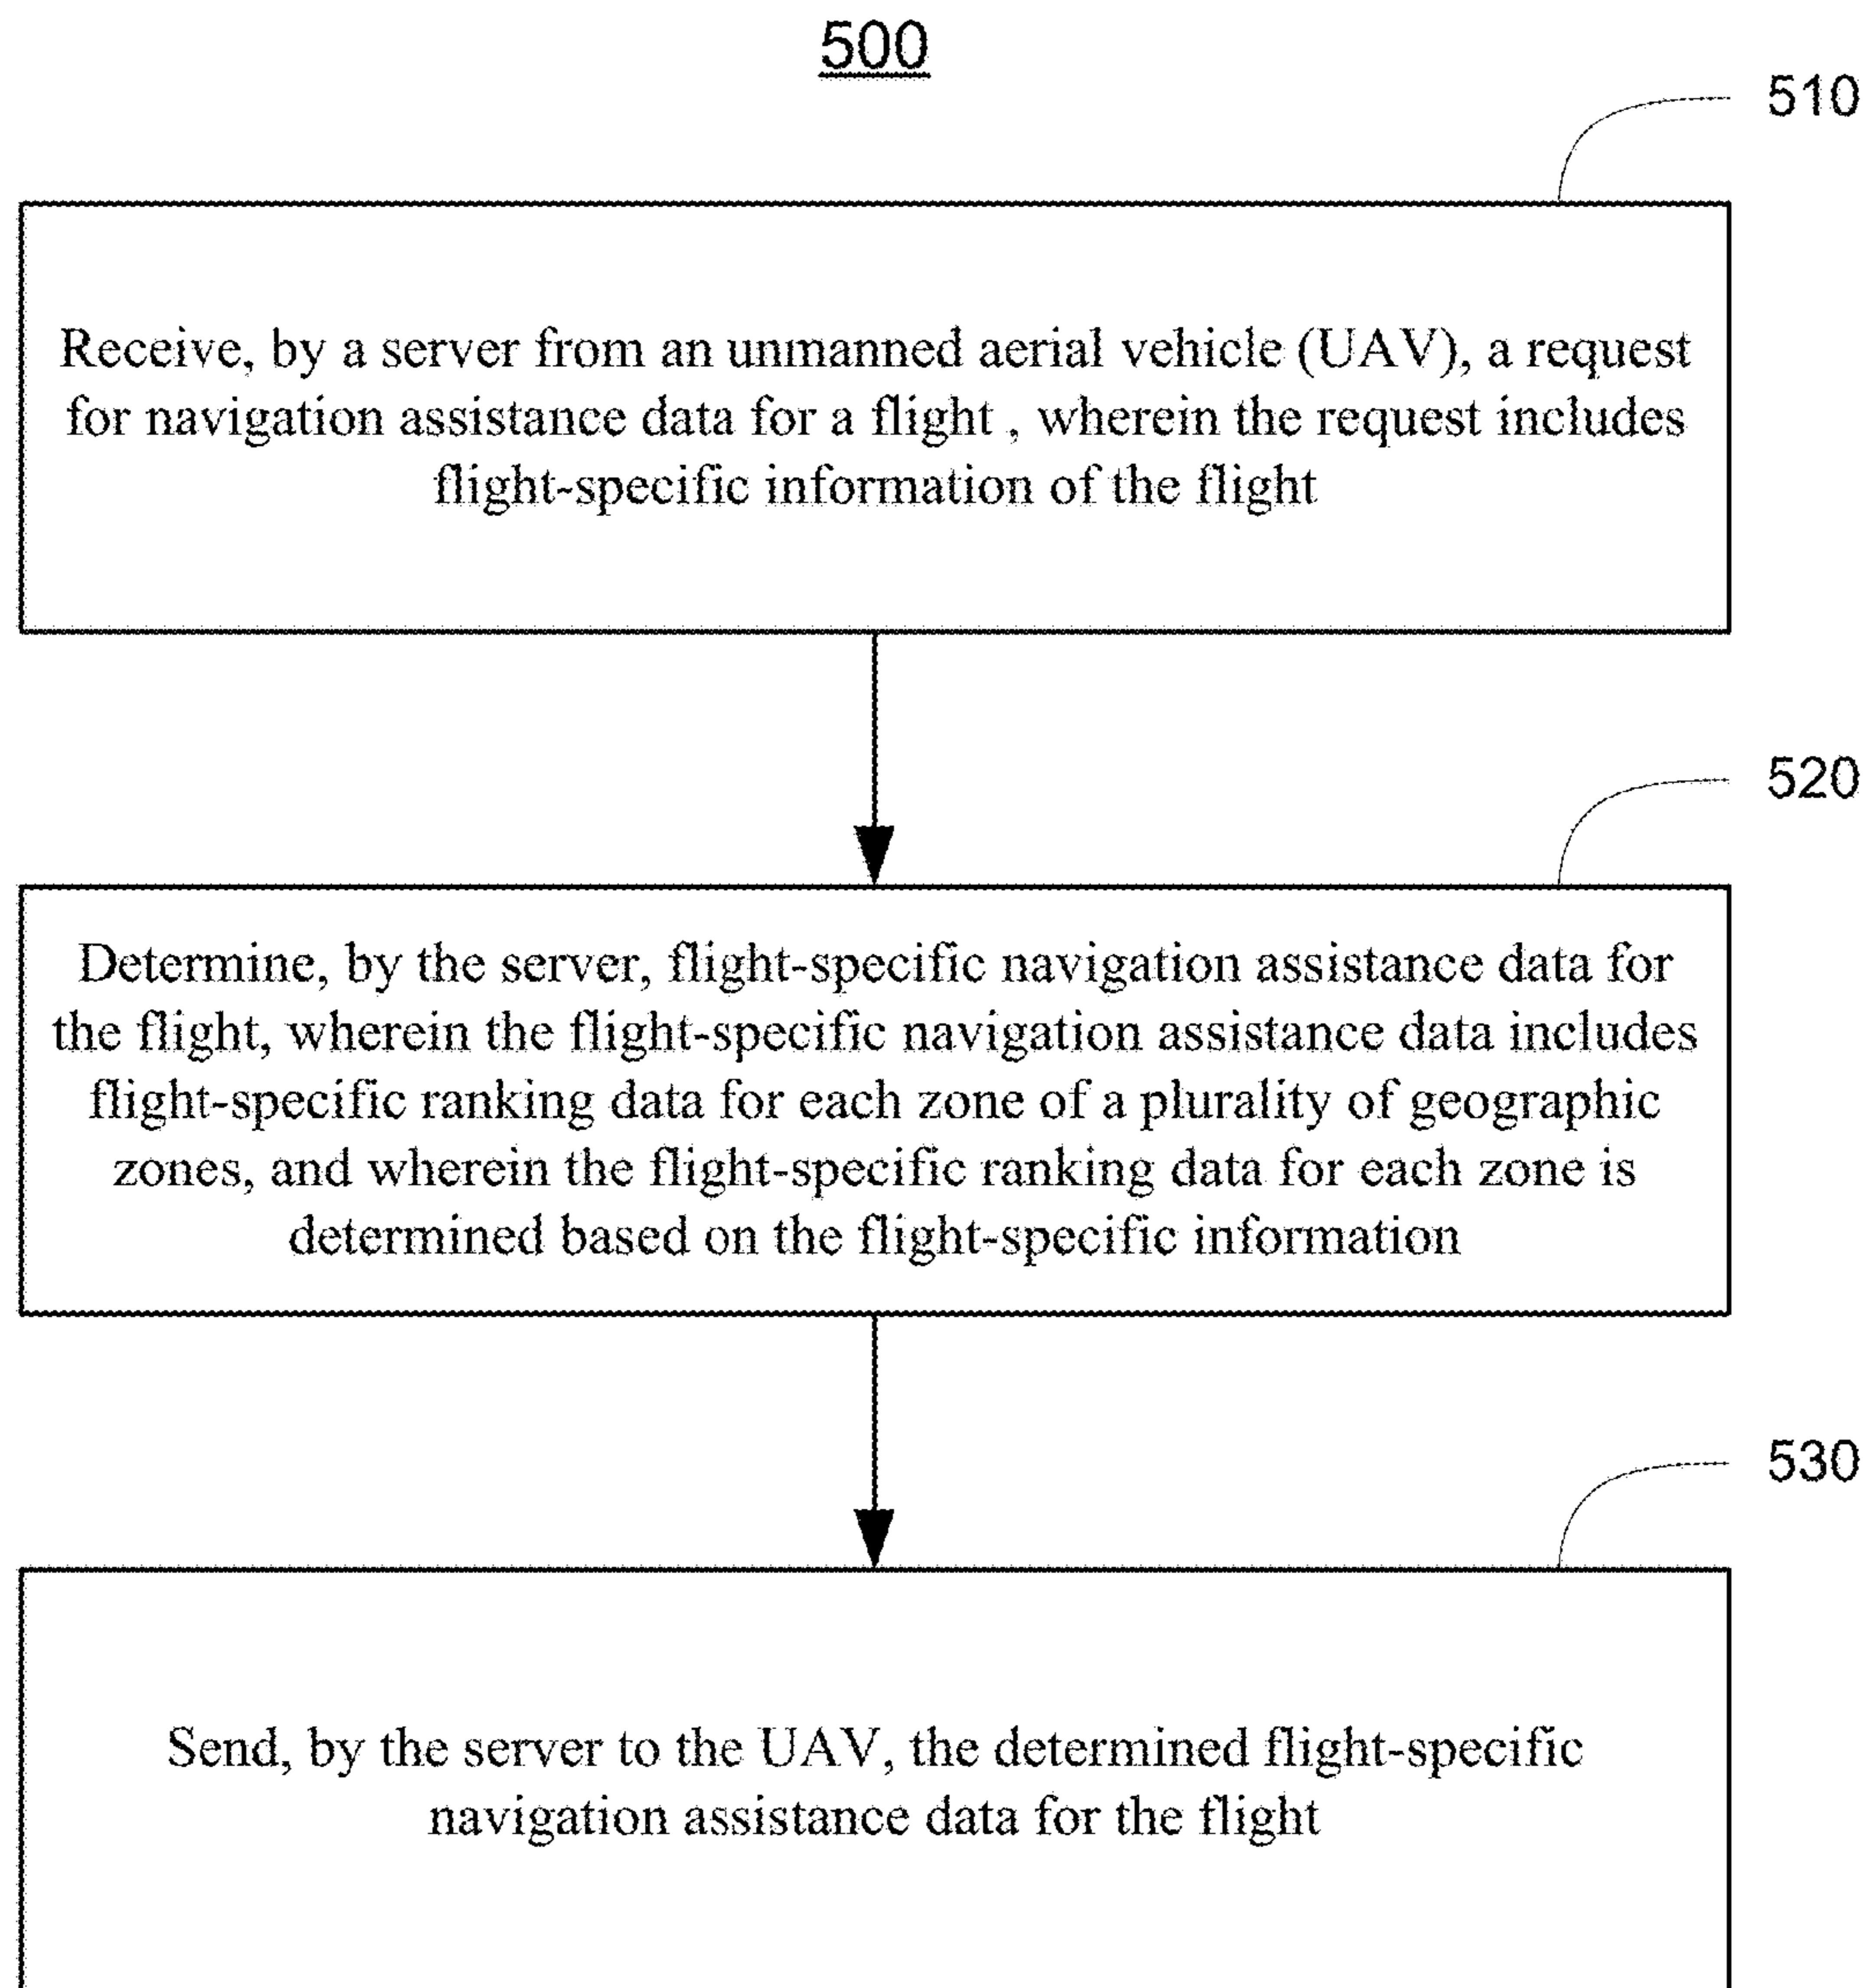 500
510
Receive, by a server from an unmanned aerial vehicle (UAV), a request
for navigation assistance data for a flight , wherein the request includes
flight-specific information of the flight
520
Determine, by the server, flight-specific navigation assistance data for
the flight, wherein the flight-specific navigation assistance data includes
flight-specific ranking data for each zone of a plurality of geographic
zones, and wherein the flight-specific ranking data for each zone is
determined based on the flight-specific information
530
Send, by the server to the UAV, the determined flight-specific
navigation assistance data for the flight